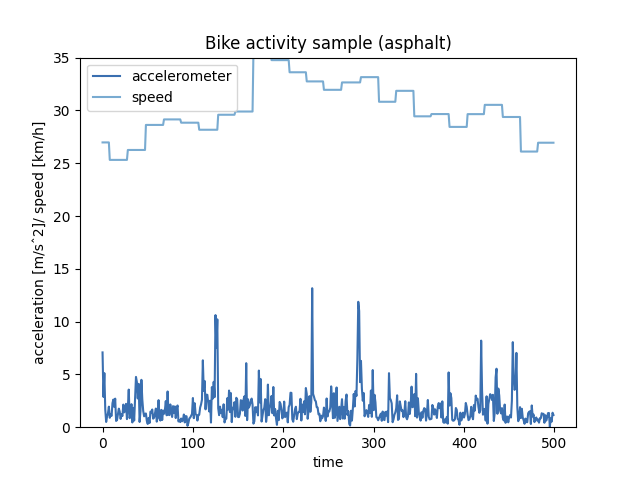 Bike activity sample (asphalt)
accelerometer
speed
acceleration [m/sˆ2]/ speed [km/h]
35
30
25
20
15
10
5
0
0 100 200 300 400 500
time